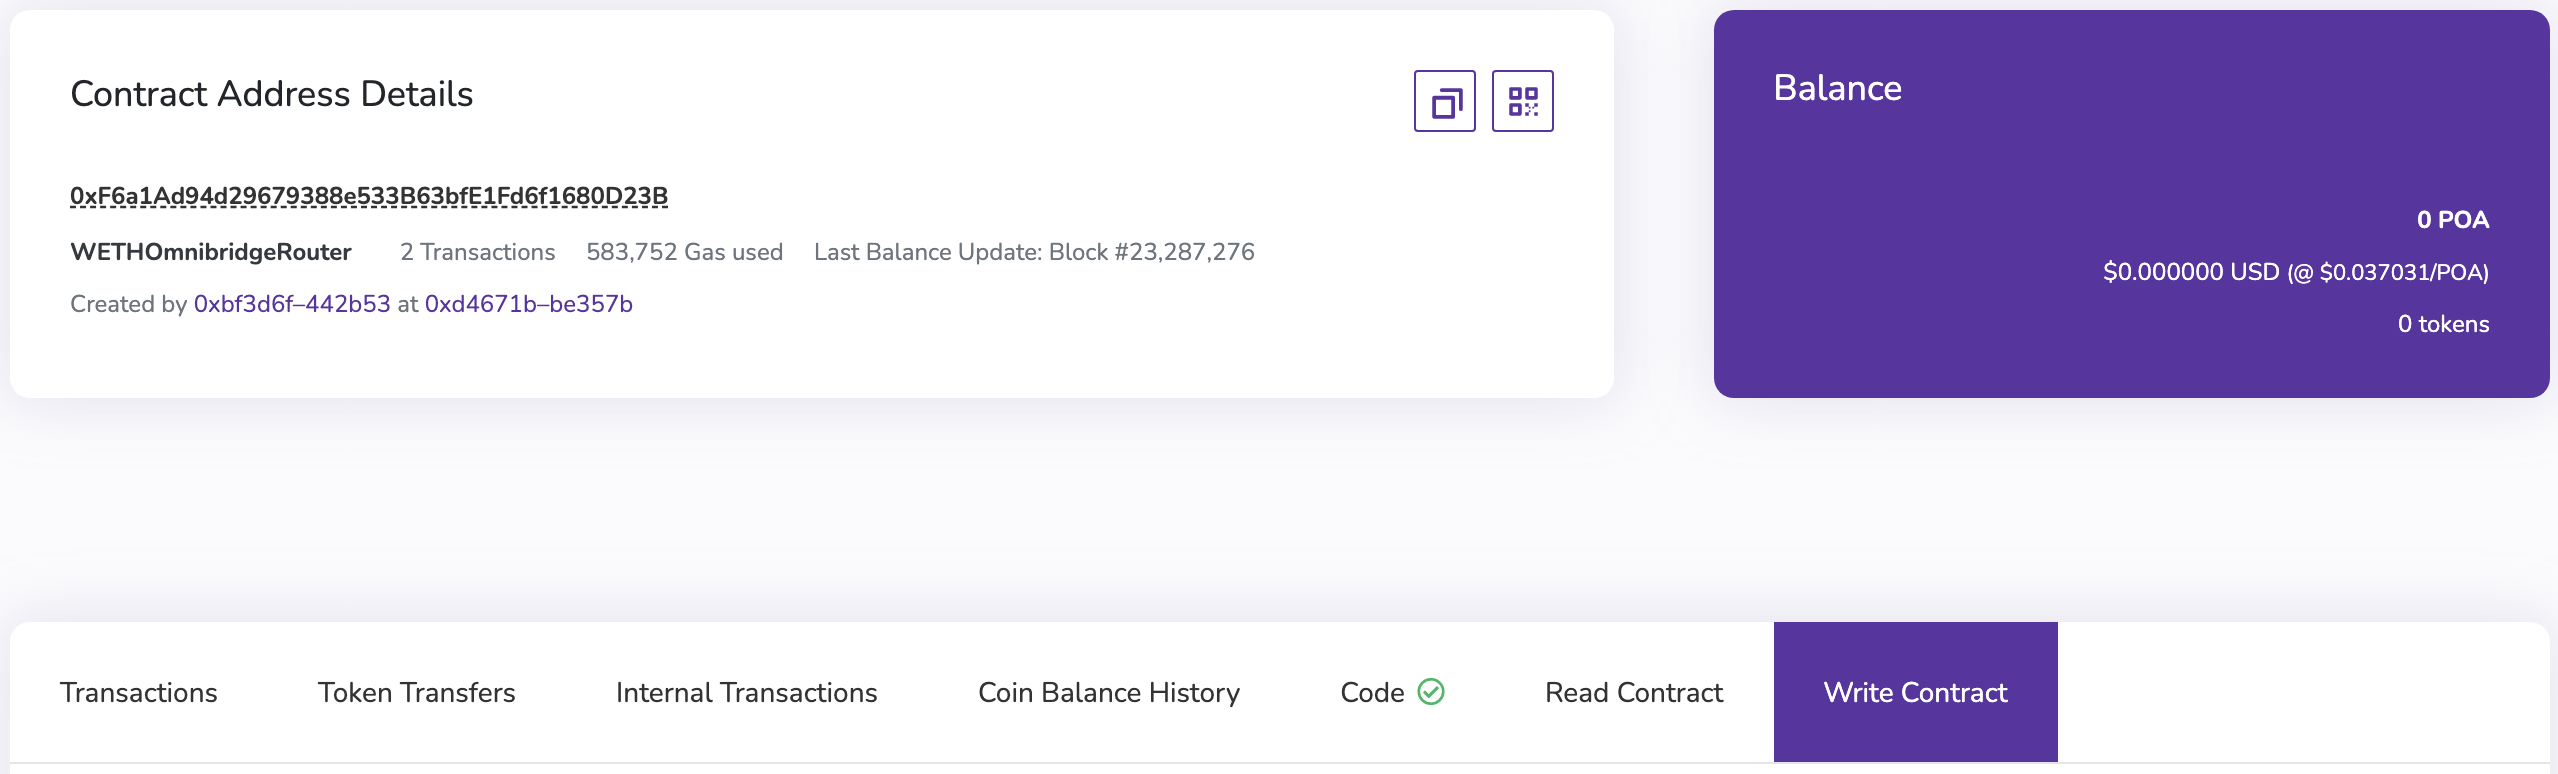 Contract Address Details
0xF6a1Ad94d29679388e533B63bfE1Fd6f1680D23B
WETHOmnibridgeRouter 2 Transactions 583,752 Gas used Last Balance Update: Block #23,287,276
Created by 0xbf3d6f–442b53 at 0xd4671b–be357b
Balance
0 POA
$0.000000 USD (@ $0.037031/POA)
0 tokens
Transactions Token Transfers Internal Transactions Coin Balance History Code Read Contract Write Contract